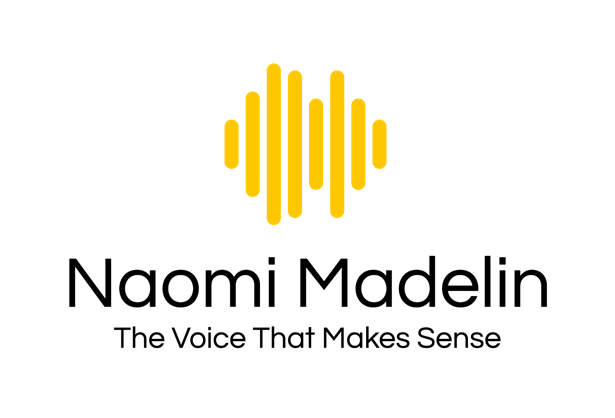 Naomi Madelin
The Voice That Makes Sense